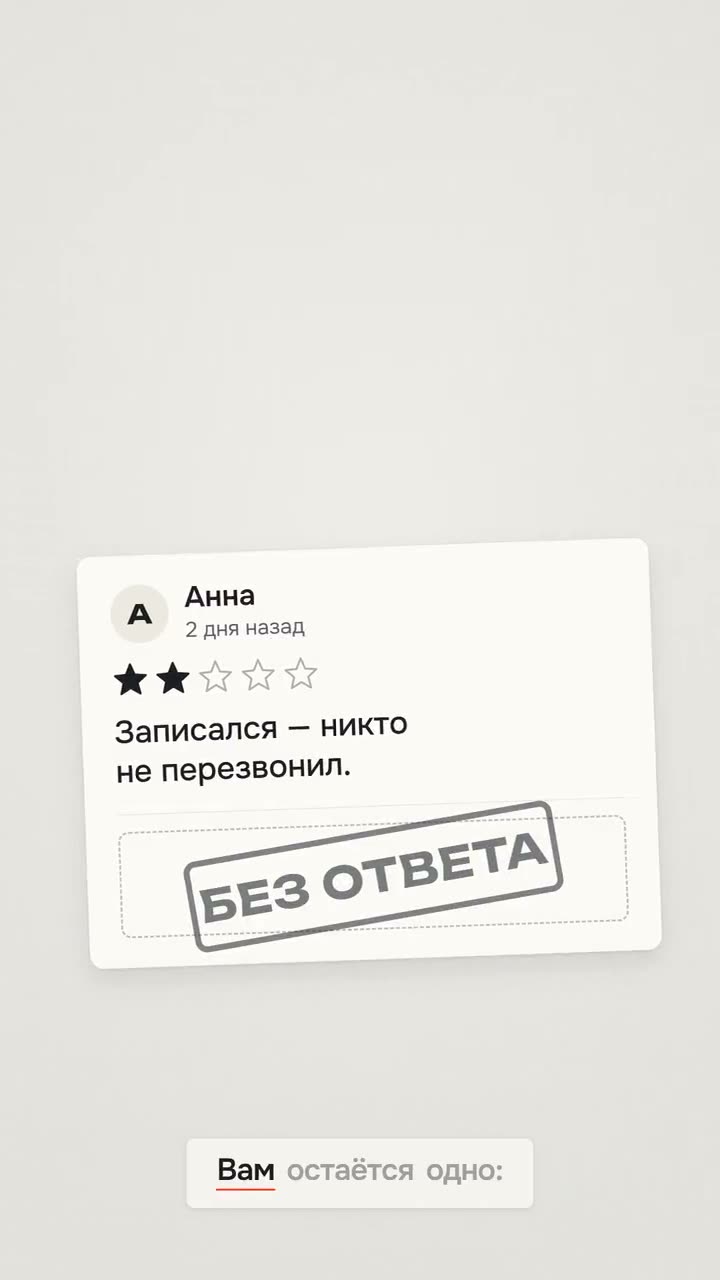 А
Анна
2 дня назад
Записался — никто
не перезвонил.
БЕЗ ОТВЕТА
Вам остаётся одно: